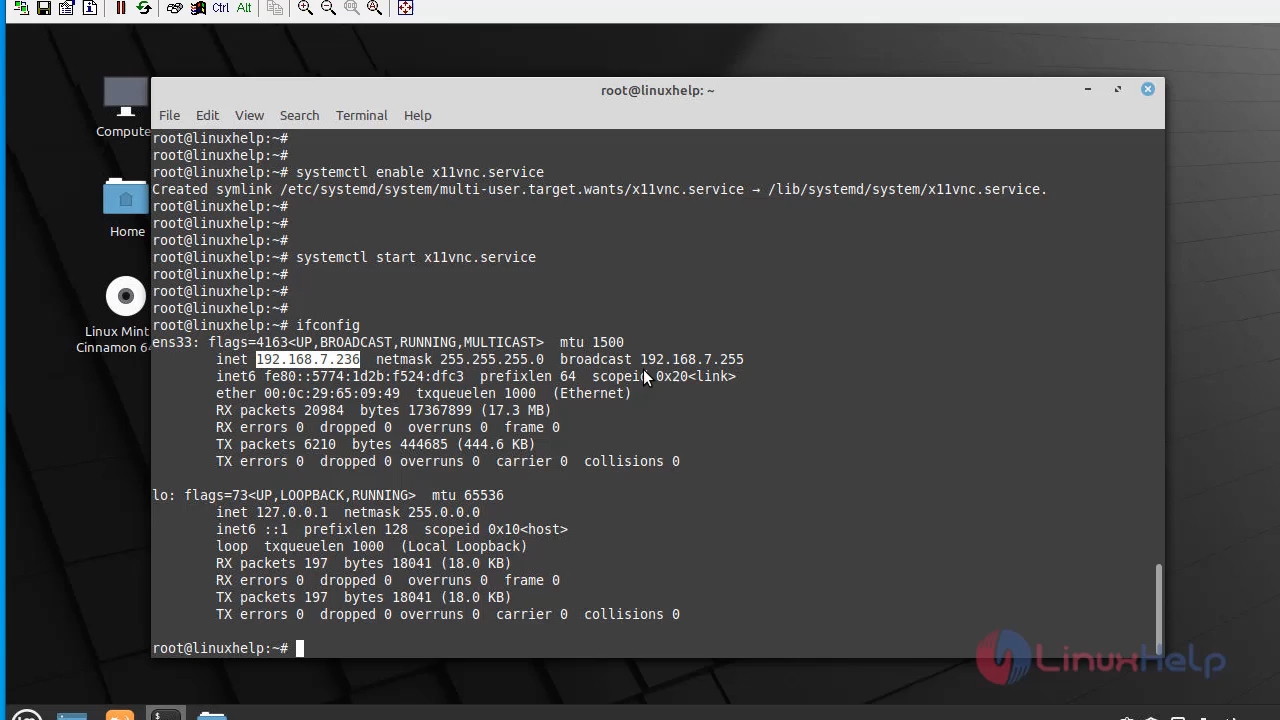 Ctrl Alt
root@linuxhelp: ~
File Edit View Search Terminal Help
root@linuxhelp:~#
root@linuxhelp:~#
root@linuxhelp:~# systemctl enable x11vnc.service
Created symlink /etc/systemd/system/multi-user.target.wants/x11vnc.service → /lib/systemd/system/x11vnc.service.
root@linuxhelp:~#
root@linuxhelp:~#
root@linuxhelp:~#
root@linuxhelp:~# systemctl start x11vnc.service
root@linuxhelp:~#
root@linuxhelp:~#
root@linuxhelp:~#
root@linuxhelp:~# ifconfig
ens33: flags=4163<UP,BROADCAST,RUNNING,MULTICAST>  mtu 1500
        inet 192.168.7.236  netmask 255.255.255.0  broadcast 192.168.7.255
        inet6 fe80::5774:1d2b:f524:dfc3  prefixlen 64  scopeid 0x20<link>
        ether 00:0c:29:65:09:49  txqueuelen 1000  (Ethernet)
        RX packets 20984  bytes 17367899 (17.3 MB)
        RX errors 0  dropped 0  overruns 0  frame 0
        TX packets 6210  bytes 444685 (444.6 KB)
        TX errors 0  dropped 0 overruns 0  carrier 0  collisions 0
lo: flags=73<UP,LOOPBACK,RUNNING>  mtu 65536
        inet 127.0.0.1  netmask 255.0.0.0
        inet6 ::1  prefixlen 128  scopeid 0x10<host>
        loop  txqueuelen 1000  (Local Loopback)
        RX packets 197  bytes 18041 (18.0 KB)
        RX errors 0  dropped 0  overruns 0  frame 0
        TX packets 197  bytes 18041 (18.0 KB)
        TX errors 0  dropped 0 overruns 0  carrier 0  collisions 0
root@linuxhelp:~#
Compute
Home
Linux Mint
Cinnamon 6
LinuxHelp